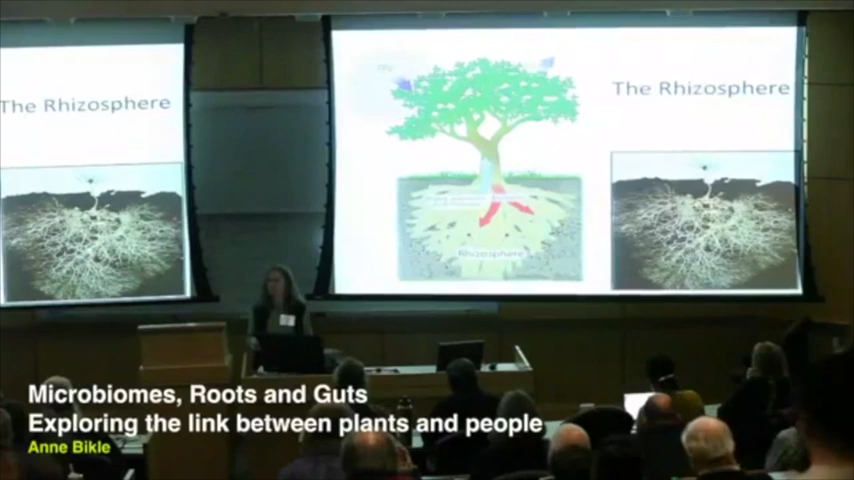 The Rhizosphere
The Rhizosphere
Rhizosphere
Microbiomes, Roots and Guts
Exploring the link between plants and people
Anne Bikle